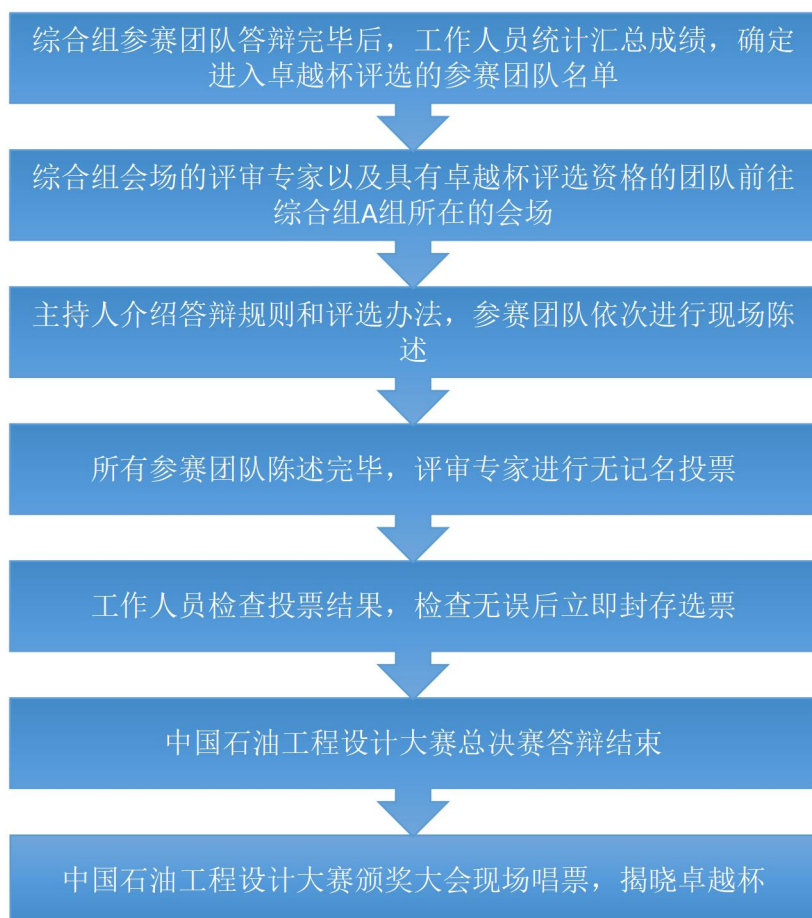 综合组参赛团队答辩完毕后，工作人员统计汇总成绩，确定
进入卓越杯评选的参赛团队名单
综合组会场的评审专家以及具有卓越杯评选资格的团队前往
综合组A组所在的会场
主持人介绍答辩规则和评选办法，参赛团队依次进行现场陈
述
所有参赛团队陈述完毕，评审专家进行无记名投票
工作人员检查投票结果，检查无误后立即封存选票
中国石油工程设计大赛总决赛答辩结束
中国石油工程设计大赛颁奖大会现场唱票，揭晓卓越杯